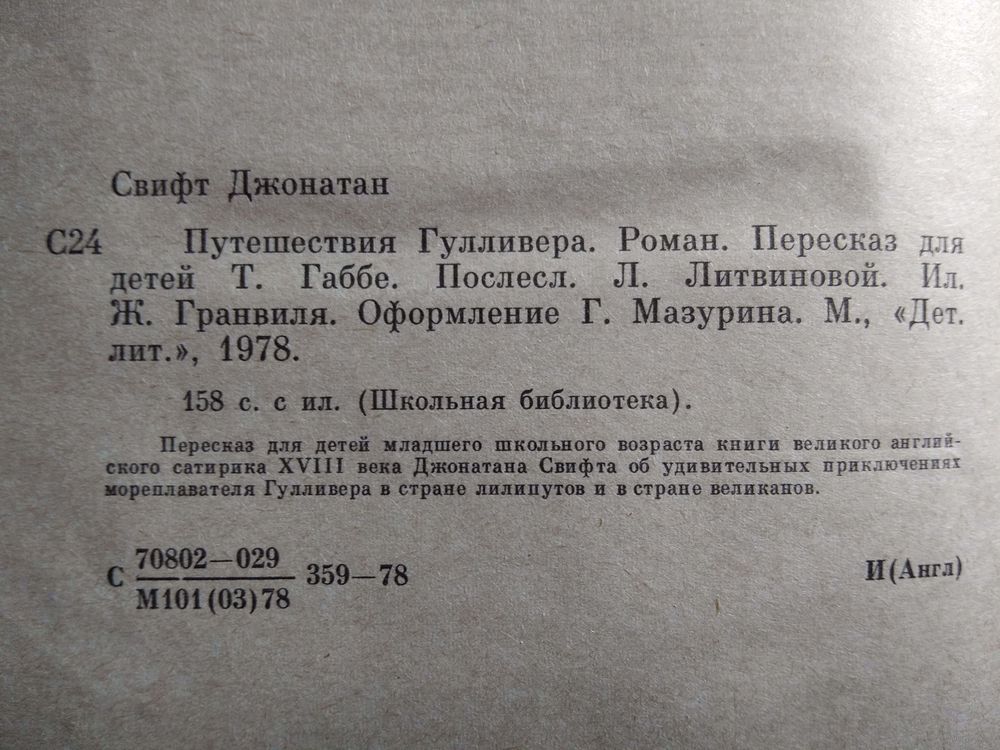 Свифт Джонатан
С24 Путешествия Гулливера. Роман. Пересказ для
детей Т. Габбе. Послесл. Л. Литвиновой. Ил.
Ж. Гранвиля. Оформление Г. Мазурина. М., «Дет.
лит.», 1978.
158 с. с ил. (Школьная библиотека).
Пересказ для детей младшего школьного возраста книги великого англий-
ского сатирика XVIII века Джонатана Свифта об удивительных приключениях
мореплавателя Гулливера в стране лилипутов и в стране великанов.
С 70802—029
М101(03)78 359—78
И(Англ)